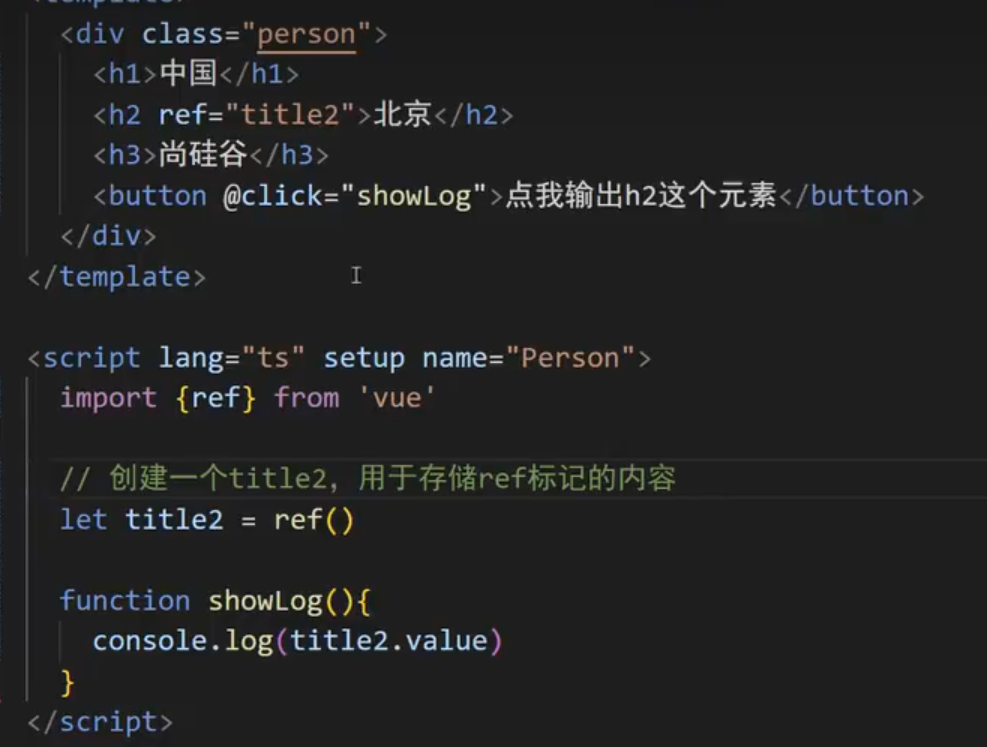 <template>
<div class="person">
<h1>中国</h1>
<h2 ref="title2">北京</h2>
<h3>尚硅谷</h3>
<button @click="showLog">点我输出h2这个元素</button>
</div>
</template>
<script lang="ts" setup name="Person">
import {ref} from 'vue'
// 创建一个title2，用于存储ref标记的内容
let title2 = ref()
function showLog(){
console.log(title2.value)
}
</script>